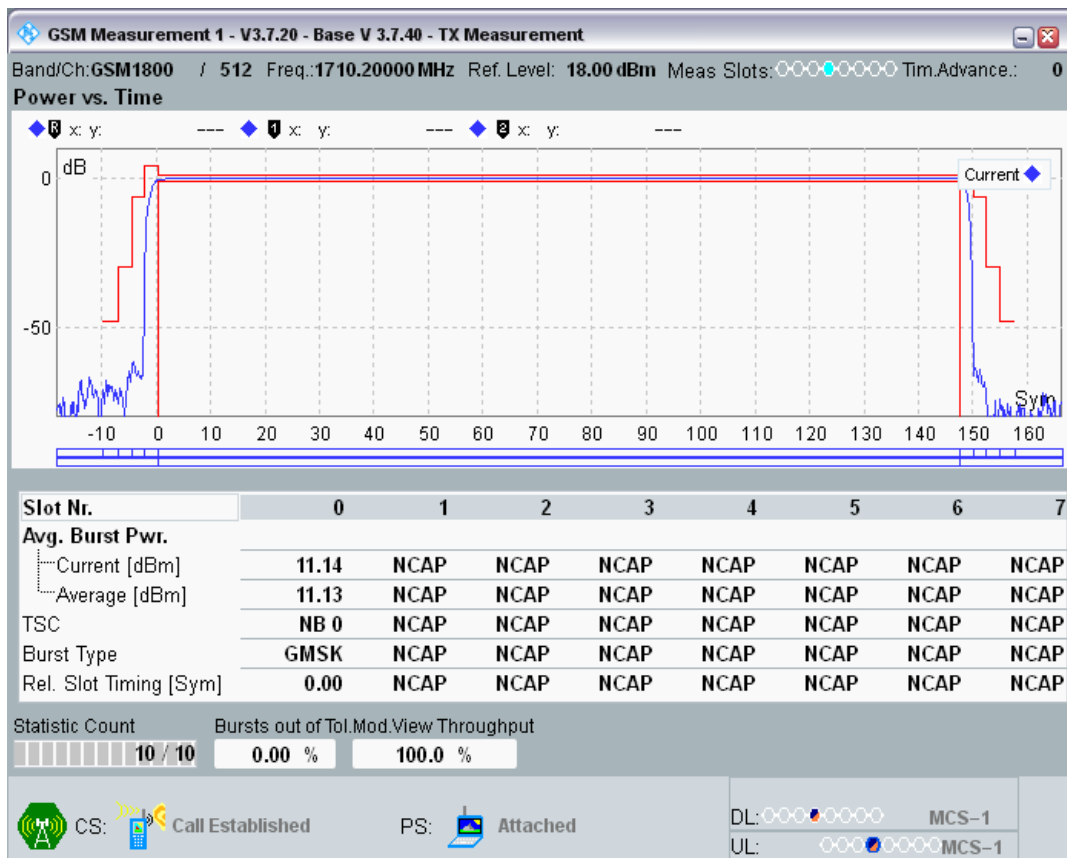 GSM Measurement 1 - V3.7.20 - Base V 3.7.40 - TX Measurement
Band/Ch:GSM1800 / 512 Freq.:1710.20000 MHz Ref. Level: 18.00 dBm Meas Slots: Tim.Advance.: 0
Power vs. Time
R x: y: --- 1 x: y: --- 2 x: y: ---
dB
Current
0
-50
Sym
-10 0 10 20 30 40 50 60 70 80 90 100 110 120 130 140 150 160
Slot Nr. 0 1 2 3 4 5 6 7
Avg. Burst Pwr.
Current [dBm] 11.14 NCAP NCAP NCAP NCAP NCAP NCAP NCAP
Average [dBm] 11.13 NCAP NCAP NCAP NCAP NCAP NCAP NCAP
TSC NB 0 NCAP NCAP NCAP NCAP NCAP NCAP NCAP
Burst Type GMSK NCAP NCAP NCAP NCAP NCAP NCAP NCAP
Rel. Slot Timing [Sym] 0.00 NCAP NCAP NCAP NCAP NCAP NCAP NCAP
Statistic Count Bursts out of Tol.Mod.View Throughput
10 / 10 0.00 % 100.0 %
CS: Call Established PS: Attached
DL: MCS-1
UL: MCS-1